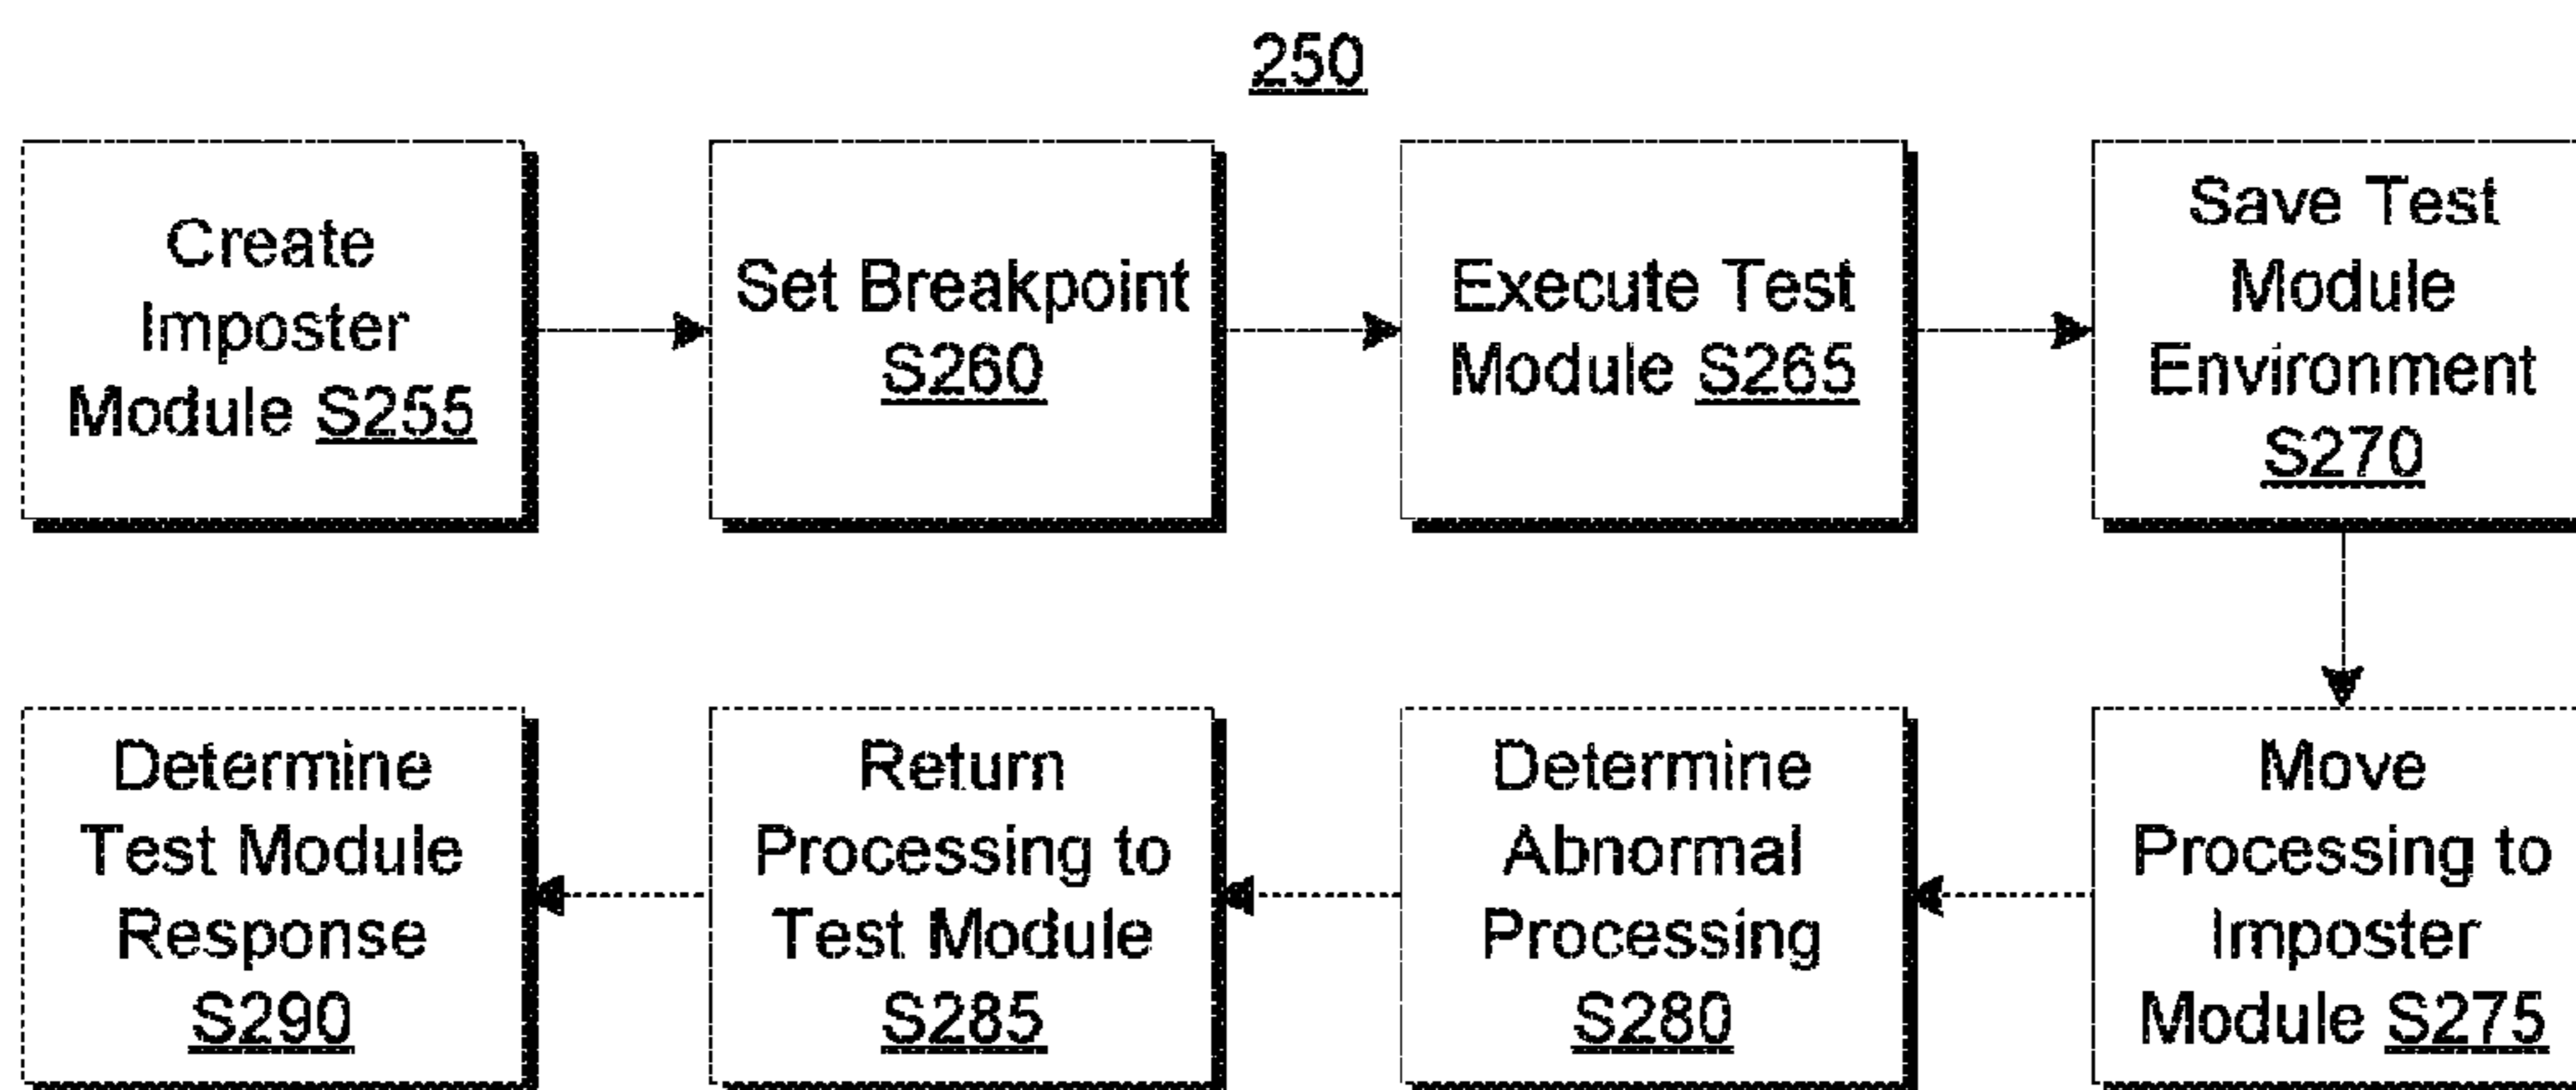 250
Create
Imposter
Module S255
Set Breakpoint
S260
Execute Test
Module S265
Save Test
Module
Environment
S270
Move
Processing to
Imposter
Module S275
Determine
Abnormal
Processing
S280
Return
Processing to
Test Module
S285
Determine
Test Module
Response
S290